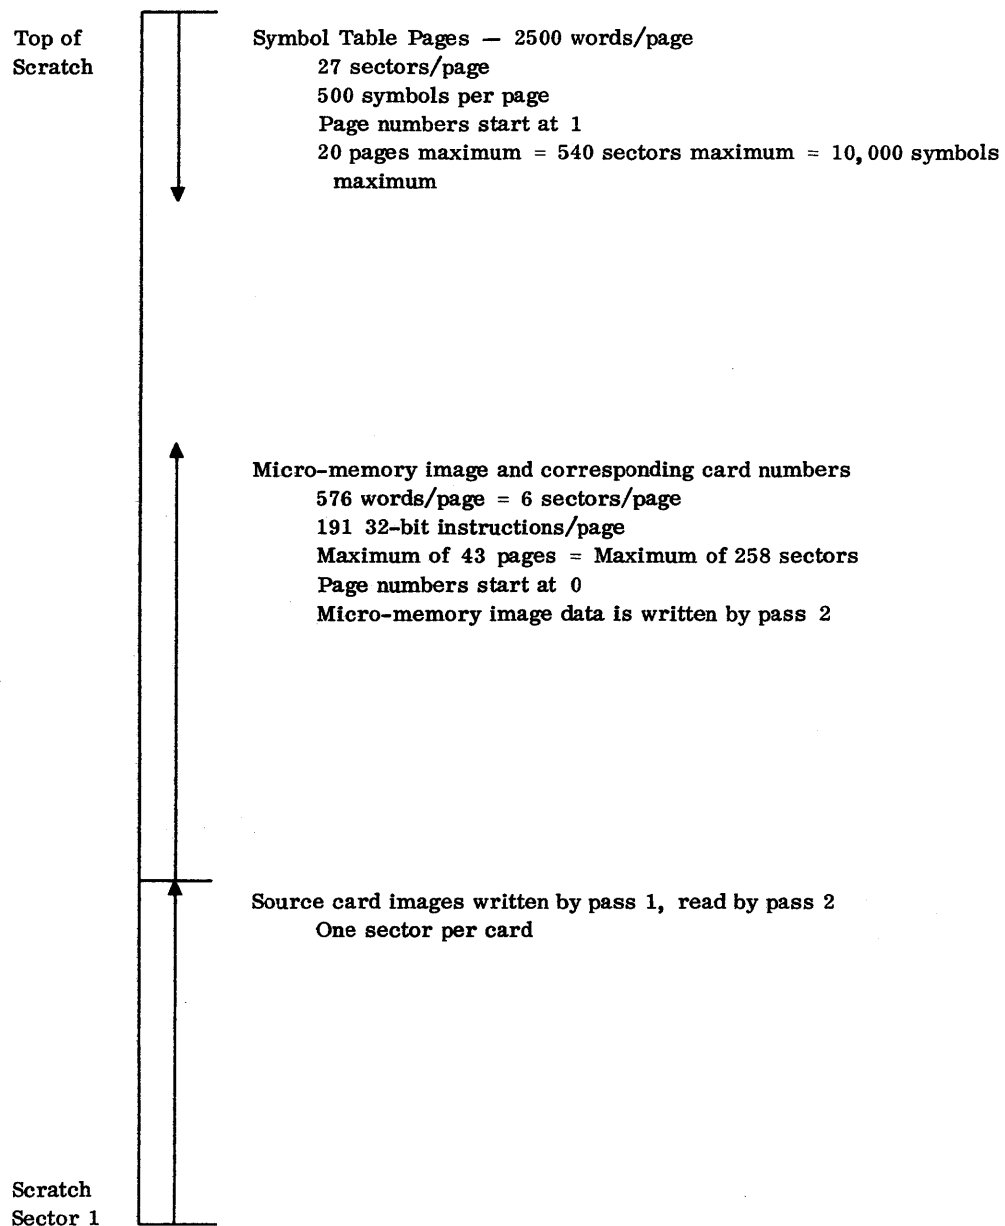 Top of
Scratch
Symbol Table Pages — 2500 words/page
27 sectors/page
500 symbols per page
Page numbers start at 1
20 pages maximum = 540 sectors maximum = 10,000 symbols
maximum
Micro-memory image and corresponding card numbers
576 words/page = 6 sectors/page
191 32-bit instructions/page
Maximum of 43 pages = Maximum of 258 sectors
Page numbers start at 0
Micro-memory image data is written by pass 2
Source card images written by pass 1, read by pass 2
One sector per card
Scratch
Sector 1